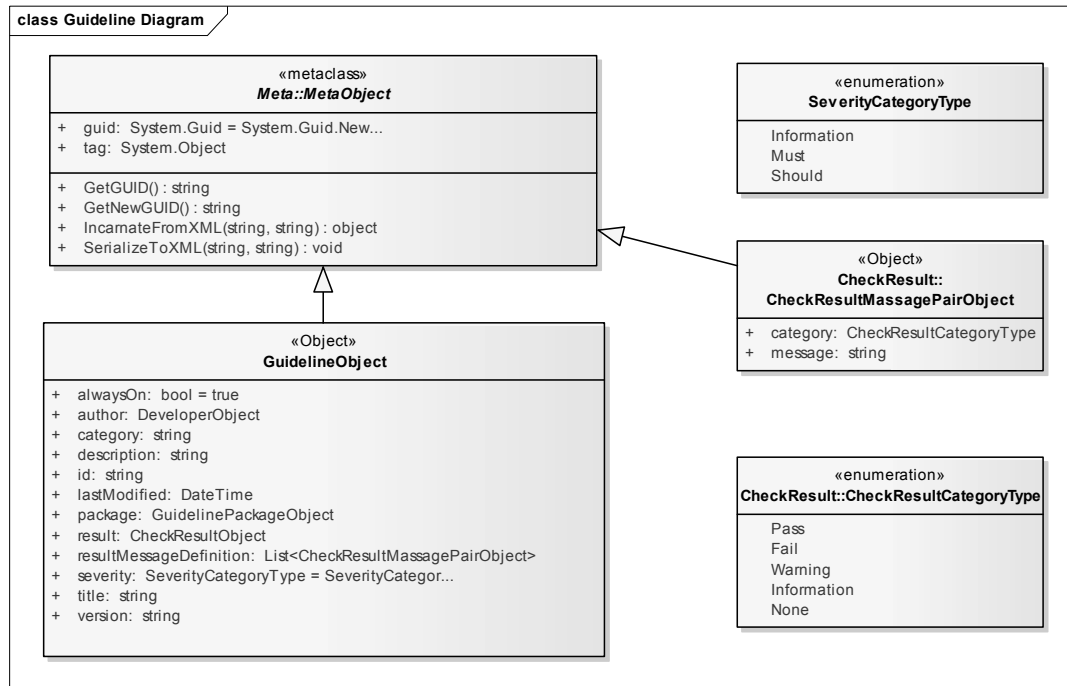 class Guideline Diagram
«metaclass»
Meta::MetaObject
+ guid: System.Guid = System.Guid.New...
+ tag: System.Object
+ GetGUID() : string
+ GetNewGUID() : string
+ IncarnateFromXML(string, string) : object
+ SerializeToXML(string, string) : void
«enumeration»
SeverityCategoryType
Information
Must
Should
«Object»
CheckResult::
CheckResultMassagePairObject
+ category: CheckResultCategoryType
+ message: string
«Object»
GuidelineObject
+ alwaysOn: bool = true
+ author: DeveloperObject
+ category: string
+ description: string
+ id: string
+ lastModified: DateTime
+ package: GuidelinePackageObject
+ result: CheckResultObject
+ resultMessageDefinition: List<CheckResultMassagePairObject>
+ severity: SeverityCategoryType = SeverityCategor...
+ title: string
+ version: string
«enumeration»
CheckResult::CheckResultCategoryType
Pass
Fail
Warning
Information
None